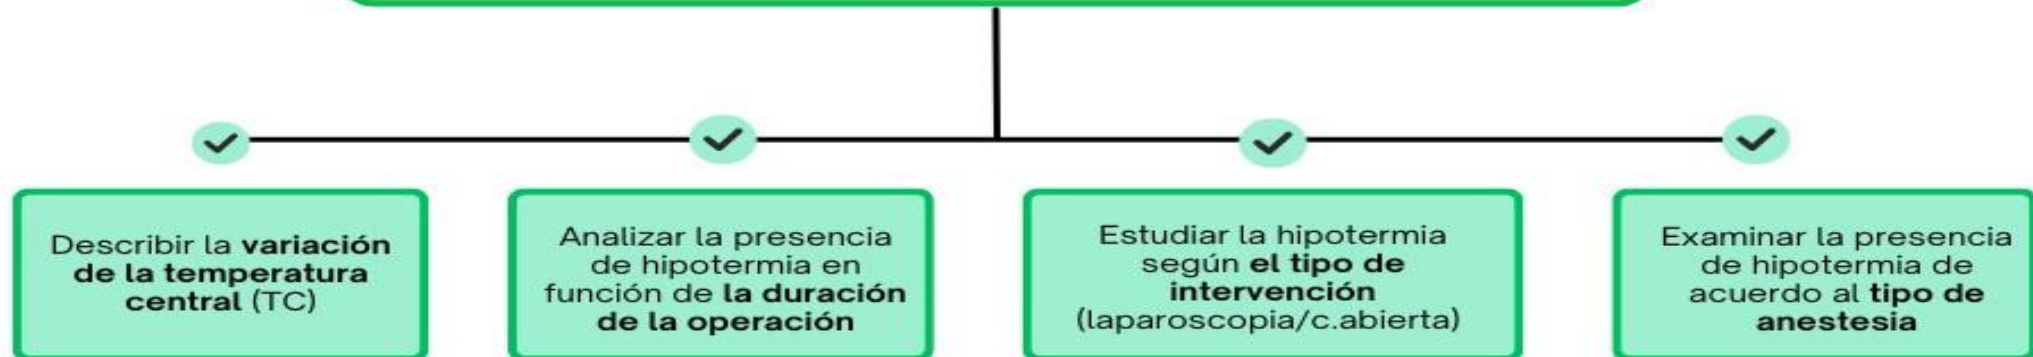 Describir la variación
de la temperatura
central (TC)
Analizar la presencia
de hipotermia en
función de la duración
de la operación
Estudiar la hipotermia
según el tipo de
intervención
(laparoscopia/c.abierta)
Examinar la presencia
de hipotermia de
acuerdo al tipo de
anestesia